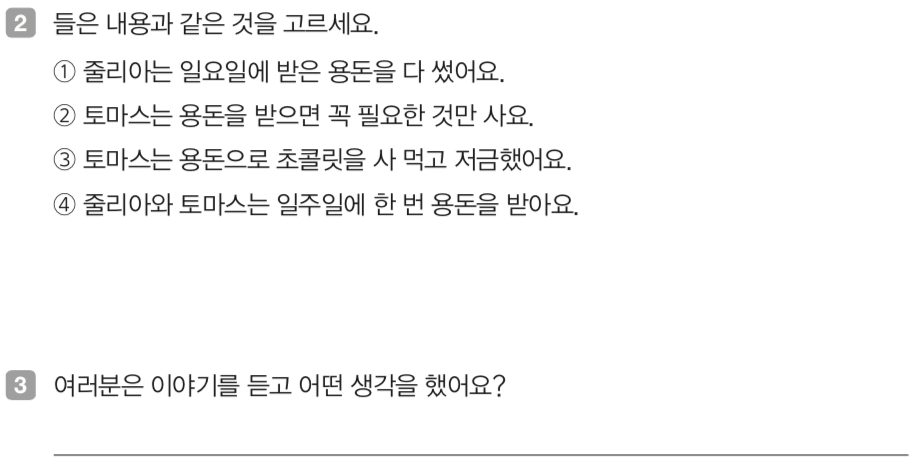 2 들은 내용과 같은 것을 고르세요.
① 줄리아는 일요일에 받은 용돈을 다 썼어요.
② 토마스는 용돈을 받으면 꼭 필요한 것만 사요.
③ 토마스는 용돈으로 초콜릿을 사 먹고 저금했어요.
④ 줄리아와 토마스는 일주일에 한 번 용돈을 받아요.
3 여러분은 이야기를 듣고 어떤 생각을 했어요?